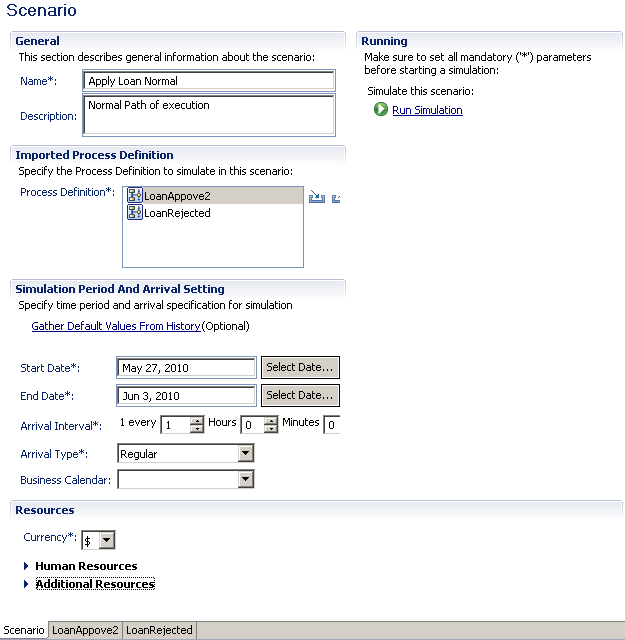 Scenario
General
This section describes general information about the scenario:
Name*: Apply Loan Normal
Description: Normal Path of execution
Running
Make sure to set all mandatory ('*') parameters
before starting a simulation:
Simulate this scenario:
Run Simulation
Imported Process Definition
Specify the Process Definition to simulate in this scenario:
Process Definition*: LoanAppove2
LoanRejected
Simulation Period And Arrival Setting
Specify time period and arrival specification for simulation
Gather Default Values From History (Optional)
Start Date*: May 27, 2010 Select Date...
End Date*: Jun 3, 2010 Select Date...
Arrival Interval*: 1 every 1 Hours 0 Minutes 0
Arrival Type*: Regular
Business Calendar:
Resources
Currency*: $
Human Resources
Additional Resources
Scenario LoanAppove2 LoanRejected